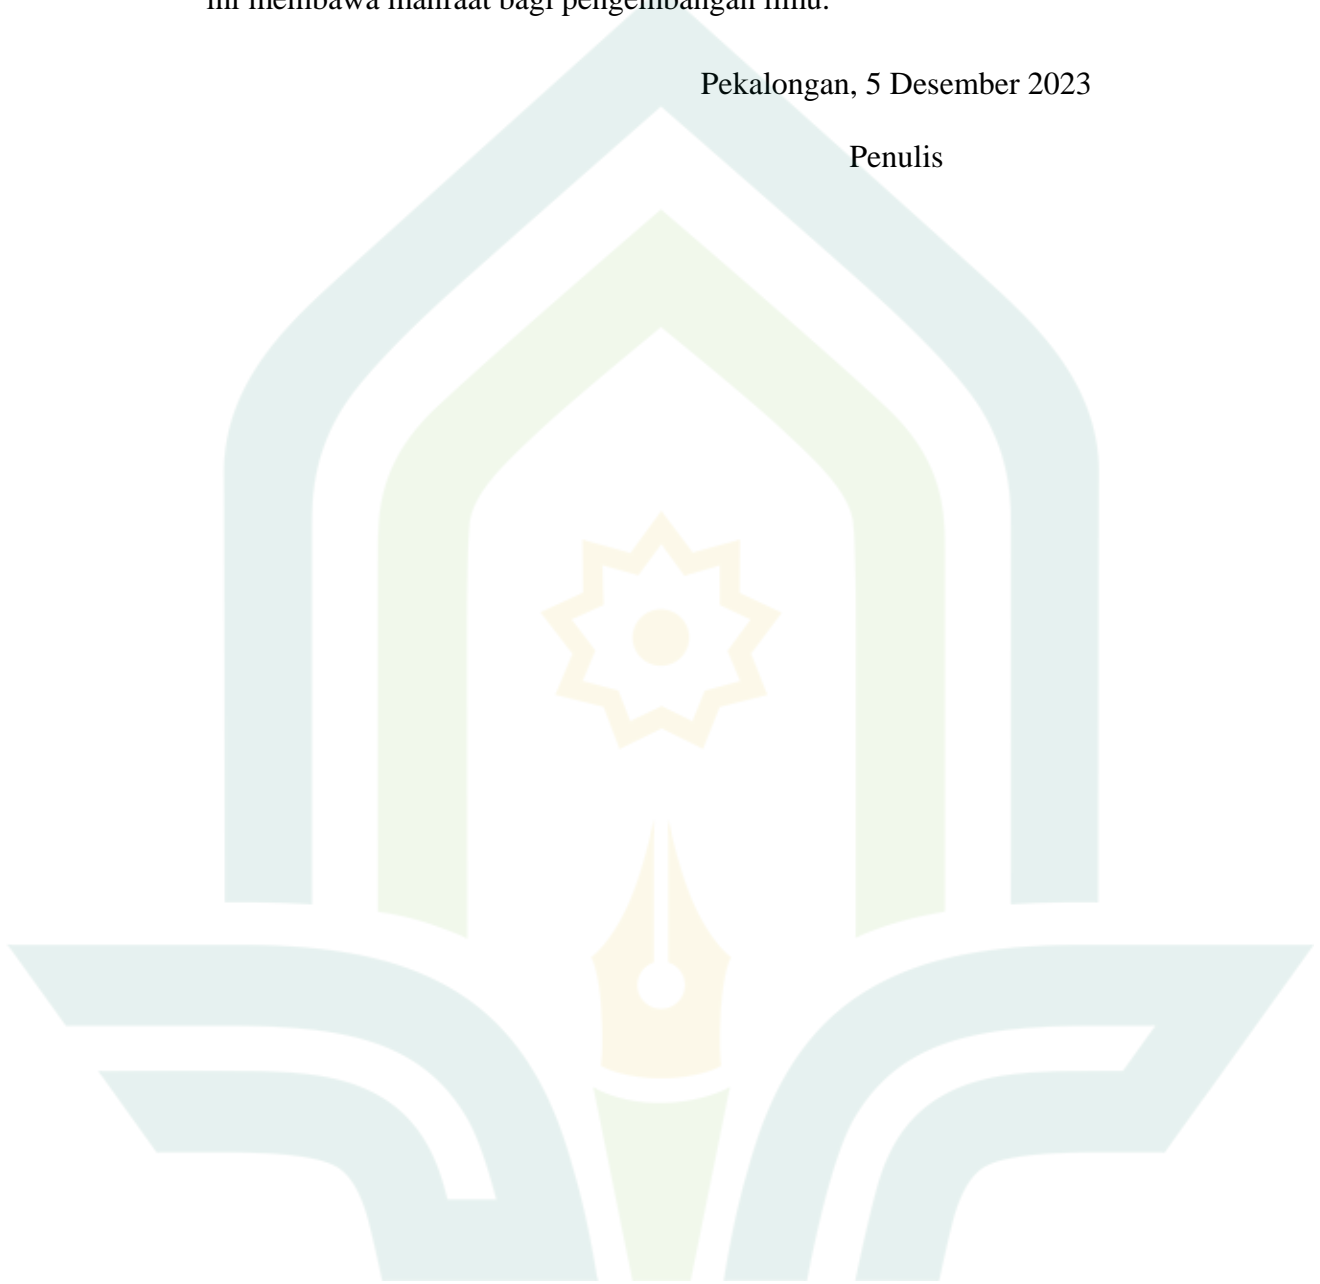 ini membawa manfaat bagi pengembangan ilmu.
Pekalongan, 5 Desember 2023
Penulis